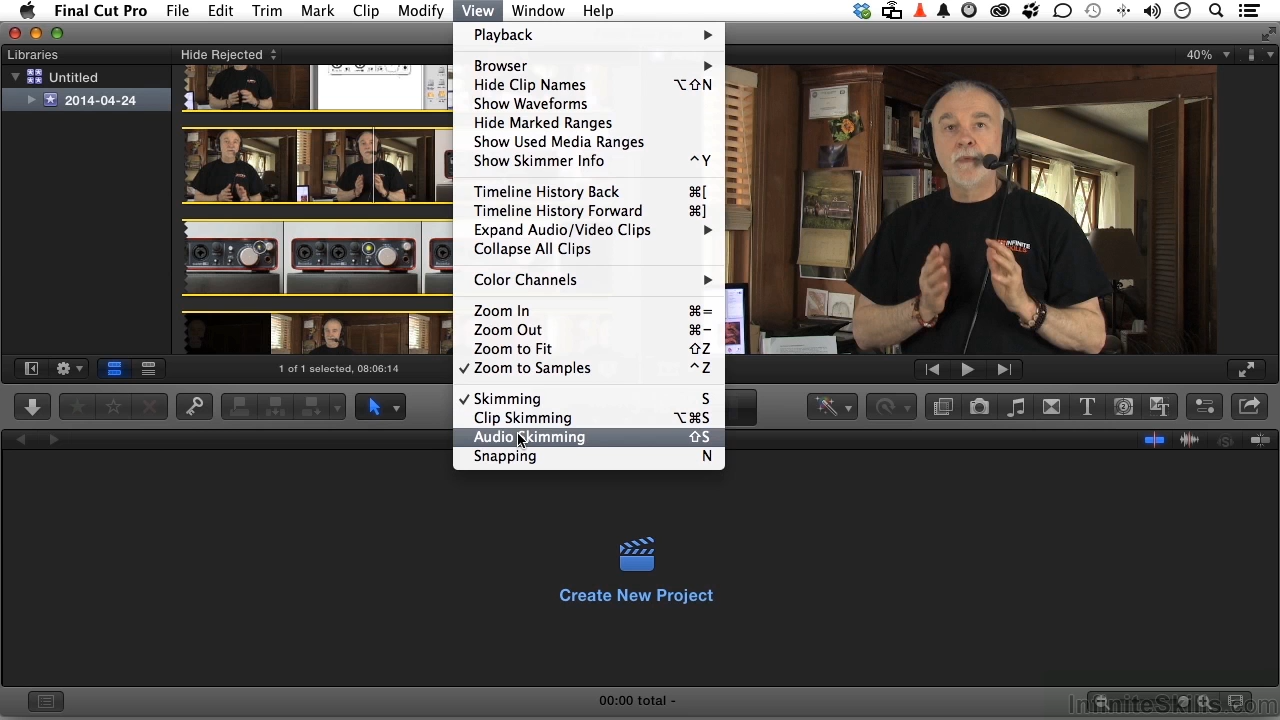 Final Cut Pro File Edit Trim Mark Clip Modify View Window Help
Libraries
Hide Rejected
40%
Untitled
2014-04-24
Playback
Browser
Hide Clip Names ⌥⇧N
Show Waveforms
Hide Marked Ranges
Show Used Media Ranges
Show Skimmer Info ^Y
Timeline History Back ⌘[
Timeline History Forward ⌘]
Expand Audio/Video Clips
Collapse All Clips
Color Channels
Zoom In ⌘=
Zoom Out ⌘−
Zoom to Fit ⇧Z
✓ Zoom to Samples ^Z
✓ Skimming S
Clip Skimming ⌥⌘S
Audio Skimming ⇧S
Snapping N
INFINITE
SKILLS
1 of 1 selected, 08:06:14
Create New Project
00:00 total -
InfiniteSkills.com